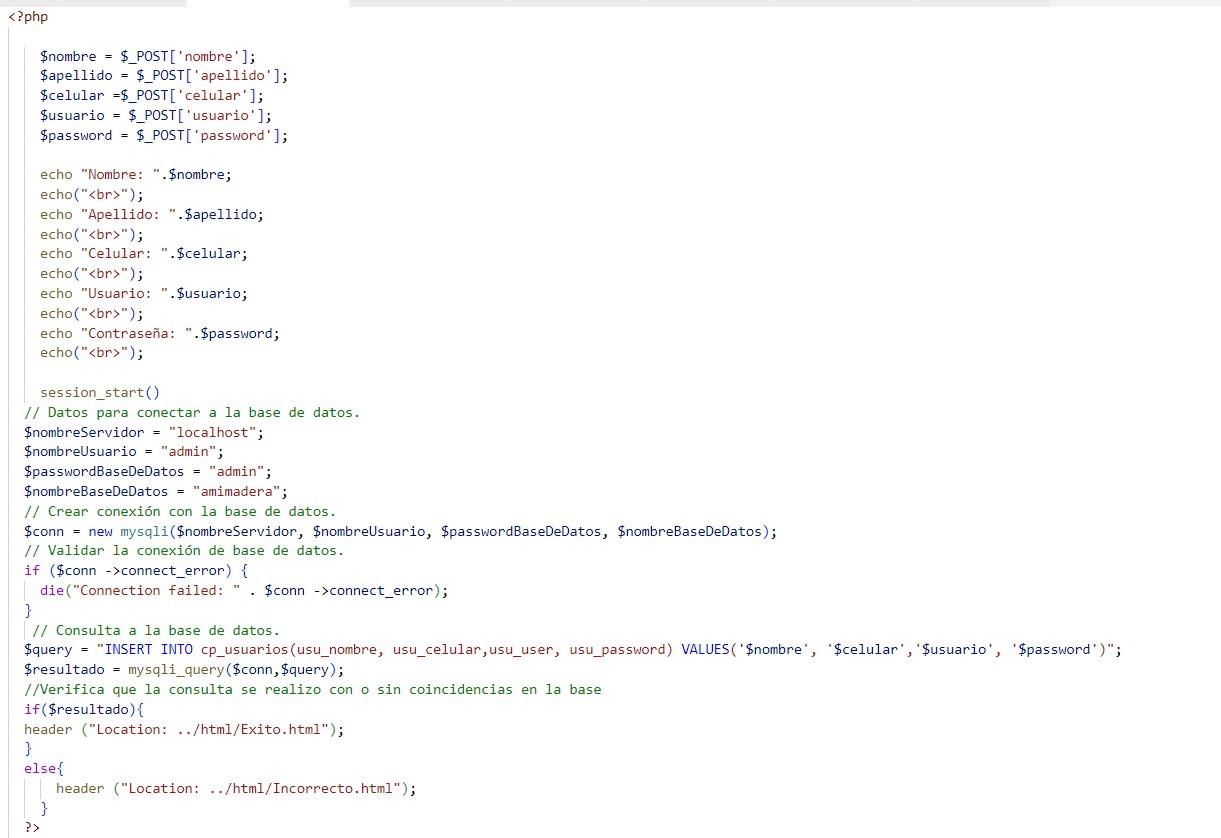 <?php
$nombre = $_POST['nombre'];
$apellido = $_POST['apellido'];
$celular =$_POST['celular'];
$usuario = $_POST['usuario'];
$password = $_POST['password'];
echo "Nombre: ".$nombre;
echo("<br>");
echo "Apellido: ".$apellido;
echo("<br>");
echo "Celular: ".$celular;
echo("<br>");
echo "Usuario: ".$usuario;
echo("<br>");
echo "Contraseña: ".$password;
echo("<br>");
session_start()
// Datos para conectar a la base de datos.
$nombreServidor = "localhost";
$nombreUsuario = "admin";
$passwordBaseDeDatos = "admin";
$nombreBaseDeDatos = "amimadera";
// Crear conexión con la base de datos.
$conn = new mysqli($nombreServidor, $nombreUsuario, $passwordBaseDeDatos, $nombreBaseDeDatos);
// Validar la conexión de base de datos.
if ($conn ->connect_error) {
die("Connection failed: " . $conn ->connect_error);
}
// Consulta a la base de datos.
$query = "INSERT INTO cp_usuarios(usu_nombre, usu_celular,usu_user, usu_password) VALUES('$nombre', '$celular','$usuario', '$password')";
$resultado = mysqli_query($conn,$query);
//Verifica que la consulta se realizo con o sin coincidencias en la base
if($resultado){
header ("Location: ../html/Exito.html");
}
else{
header ("Location: ../html/Incorrecto.html");
}
?>